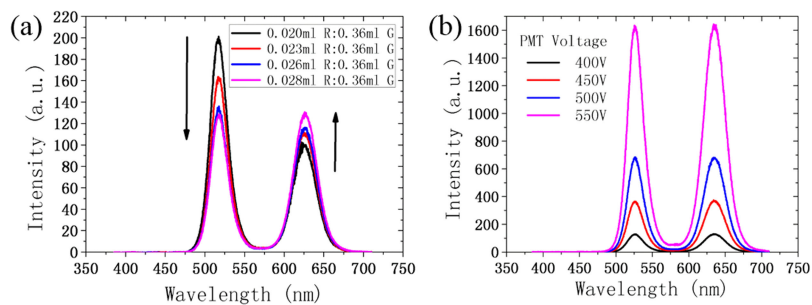 (a)
Intensity (a.u.)
220
200
180
160
140
120
100
80
60
40
20
0
0.020ml R:0.36ml G
0.023ml R:0.36ml G
0.026ml R:0.36ml G
0.028ml R:0.36ml G
350 400 450 500 550 600 650 700 750
Wavelength (nm)
(b)
Intensity (a.u.)
1600
1400
1200
1000
800
600
400
200
0
PMT Voltage
400V
450V
500V
550V
350 400 450 500 550 600 650 700 750
Wavelength (nm)